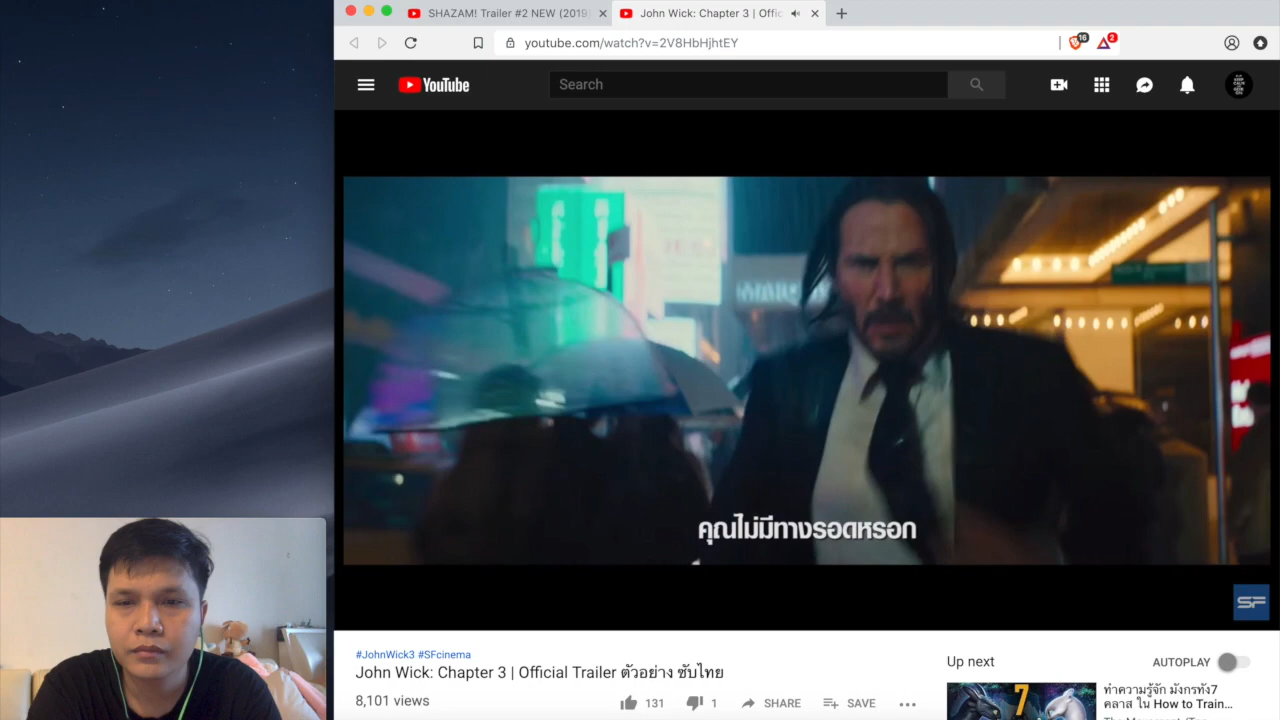 SHAZAM! Trailer #2 NEW (2019
John Wick: Chapter 3 | Offic
youtube.com/watch?v=2V8HbHjhtEY
16
2
YouTube
Search
คุณไม่มีทางรอดหรอก
SF
#JohnWick3 #SFcinema
John Wick: Chapter 3 | Official Trailer ตัวอย่าง ซับไทย
8,101 views
131
1
SHARE
SAVE
Up next
AUTOPLAY
7
ทำความรู้จัก มังกรทัง7
คลาส ใน How to Train...